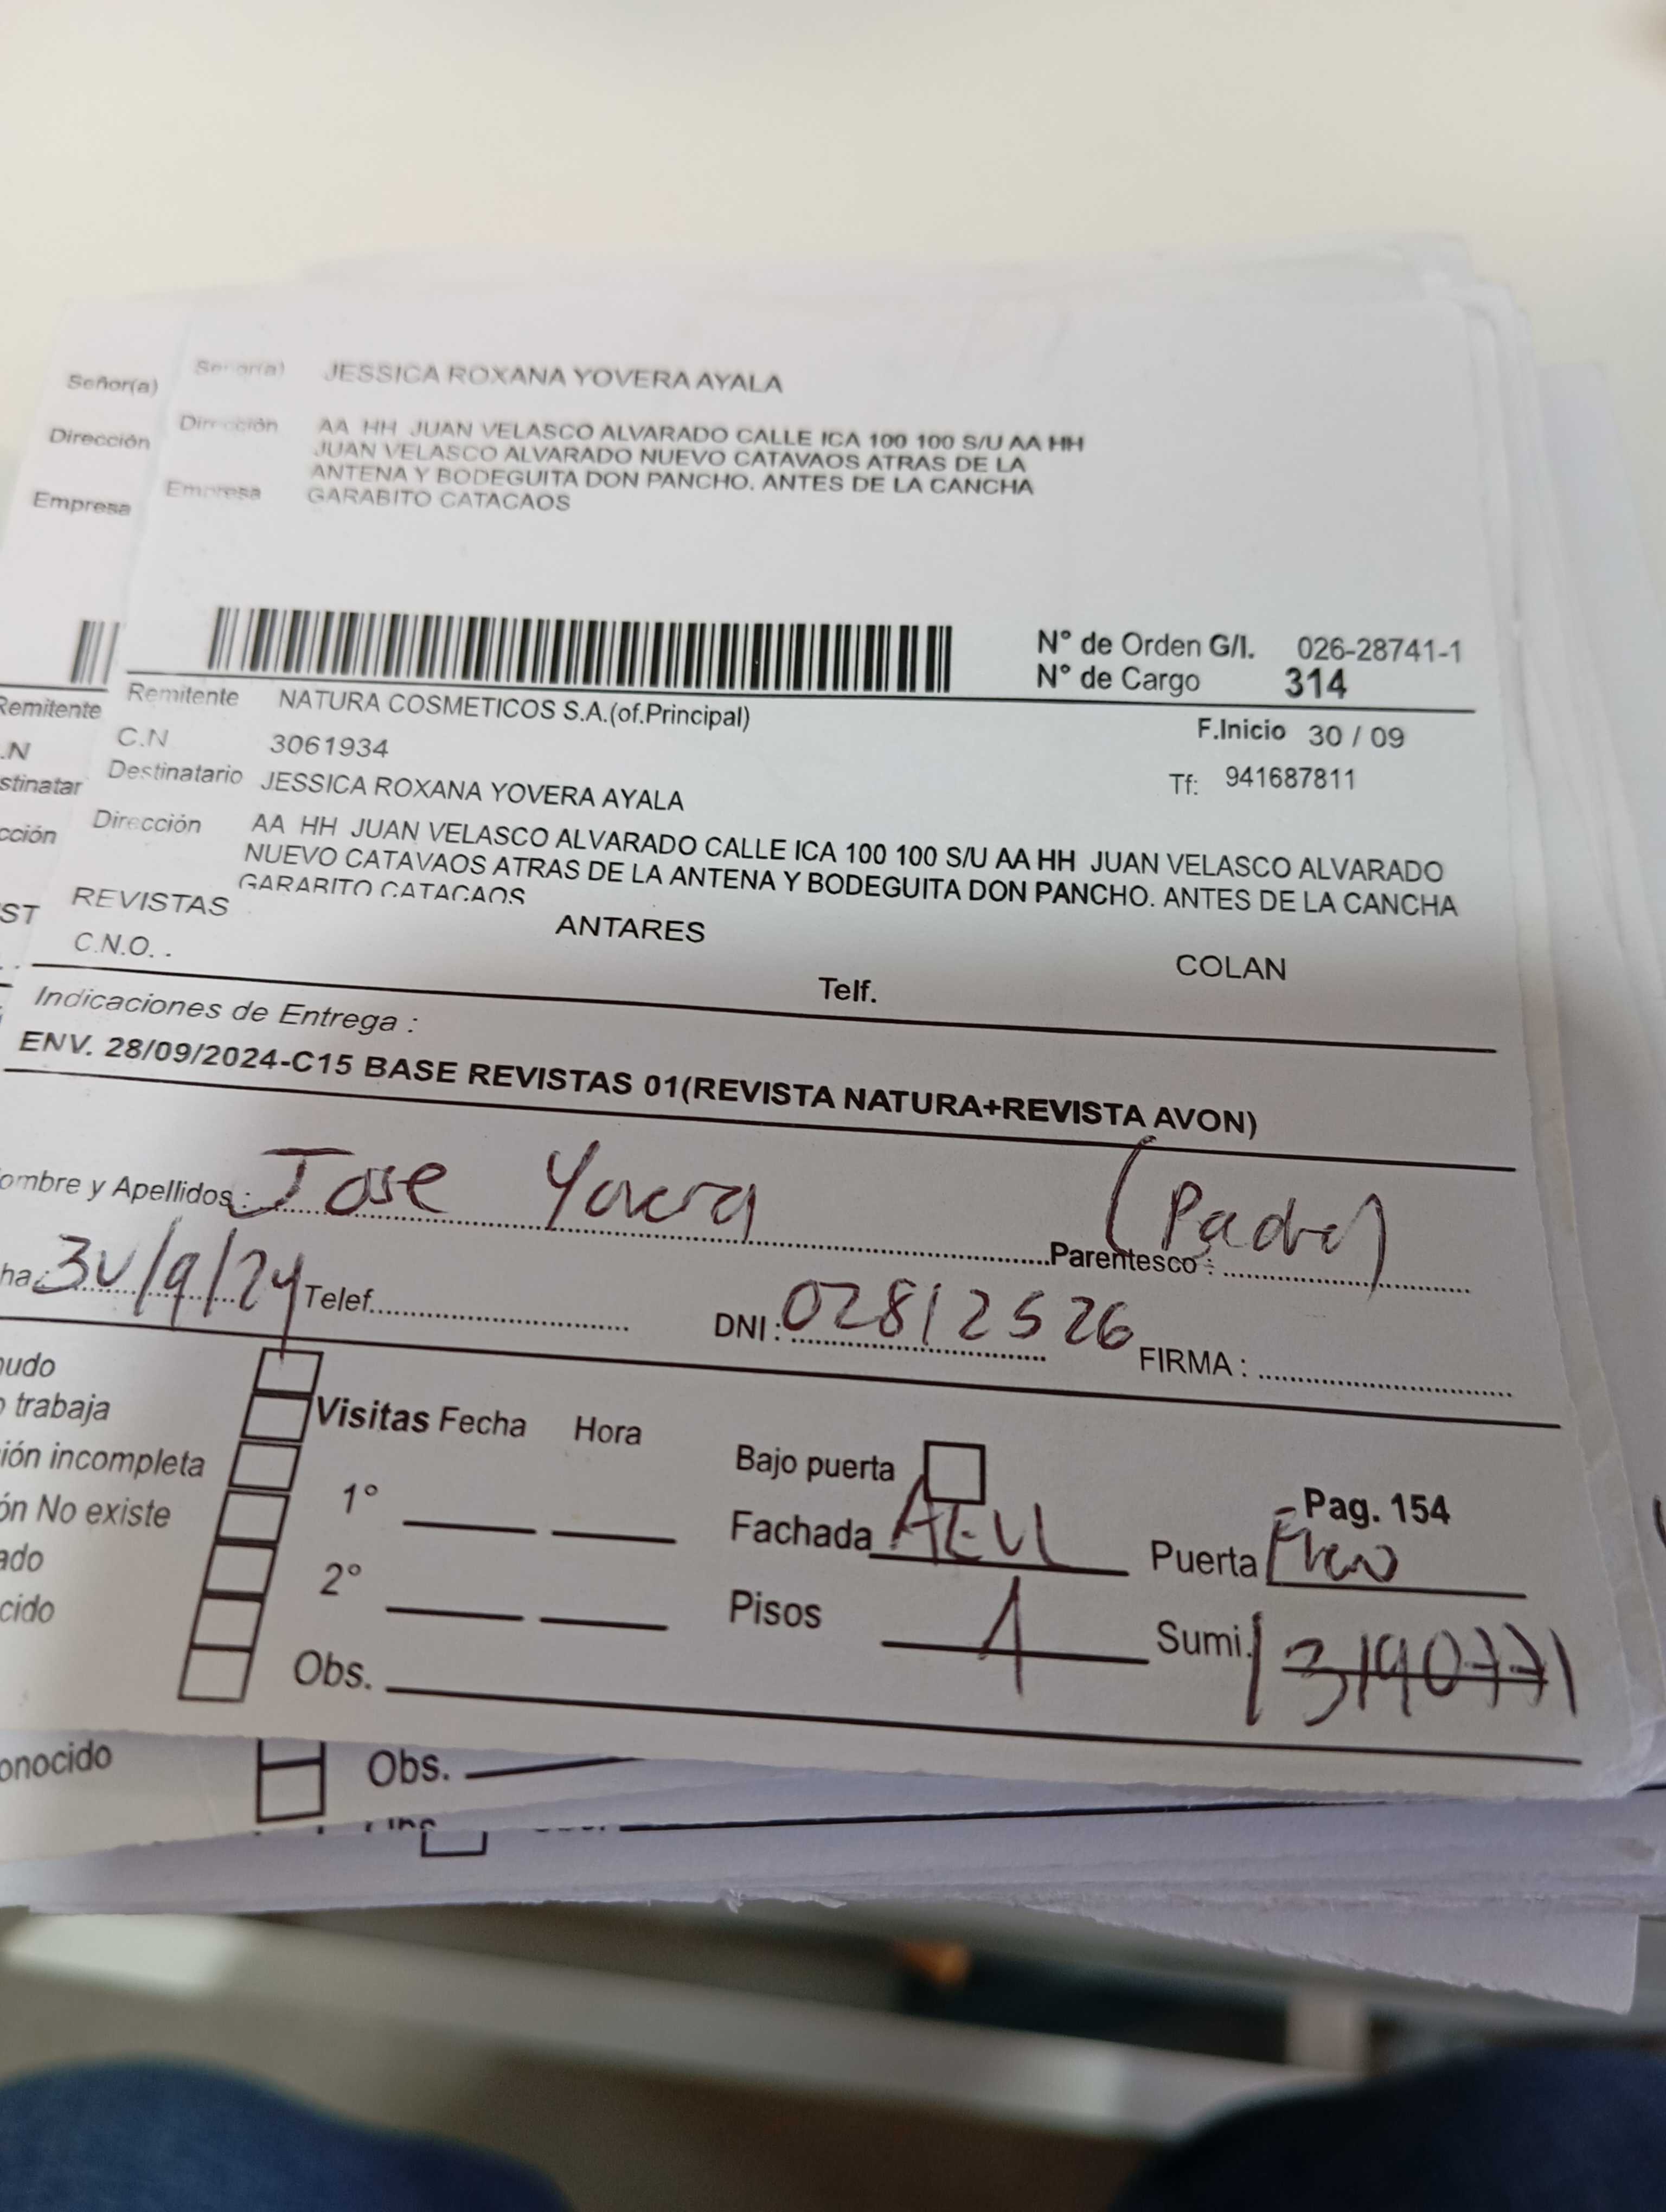 Señor(a)
Dirección
Empresa
Remitente
.N
stinatar
cción
ST
Señor(a) JESSICA ROXANA YOVERA AYALA
Dirección AA HH JUAN VELASCO ALVARADO CALLE ICA 100 100 S/U AA HH
JUAN VELASCO ALVARADO NUEVO CATAVAOS ATRAS DE LA
ANTENA Y BODEGUITA DON PANCHO. ANTES DE LA CANCHA
Empresa GARABITO CATACAOS
N° de Orden G/I. 026-28741-1
N° de Cargo 314
Remitente NATURA COSMETICOS S.A.(of.Principal)
F.Inicio 30 / 09
C.N 3061934
Tf: 941687811
Destinatario JESSICA ROXANA YOVERA AYALA
Dirección AA HH JUAN VELASCO ALVARADO CALLE ICA 100 100 S/U AA HH JUAN VELASCO ALVARADO
NUEVO CATAVAOS ATRAS DE LA ANTENA Y BODEGUITA DON PANCHO. ANTES DE LA CANCHA
GARABITO CATACAOS
REVISTAS ANTARES COLAN
C.N.O. . Telf.
Indicaciones de Entrega :
ENV. 28/09/2024-C15 BASE REVISTAS 01(REVISTA NATURA+REVISTA AVON)
ombre y Apellidos : Jose Yovera Parentesco : (Padre)
ha: 30/9/24 Telef. DNI : 02812526 FIRMA :
udo
o trabaja Visitas Fecha Hora
ión incompleta 1° Bajo puerta Pag. 154
ón No existe Fachada Puerta Fierro
ado 2° Pisos 1 Sumi.
cido Obs.
onocido Obs.